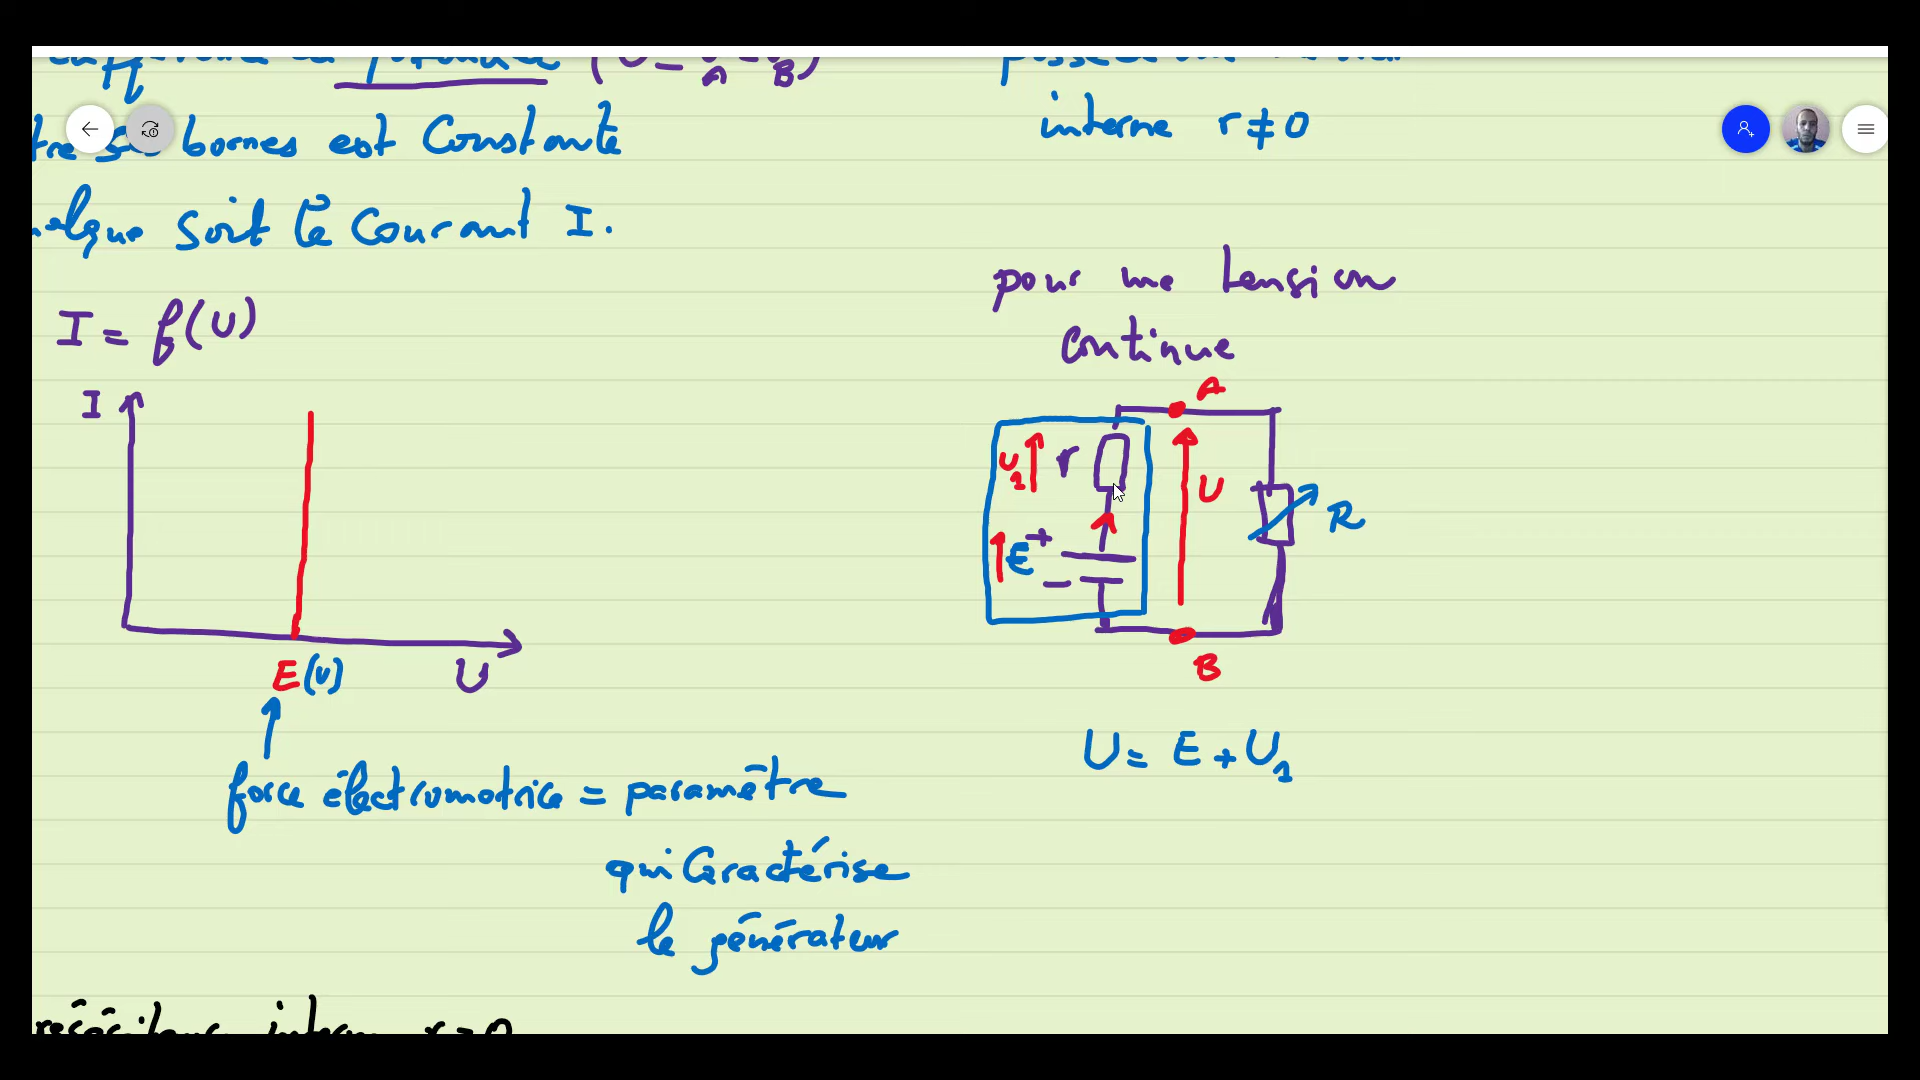 interne r ≠ 0
bornes est Constante
soit le Courant I.
pour une tension
continue
I = f(U)
I
E (V)
U
force électromotrice = paramètre
qui Caractérise
le générateur
A
U1
r
U
R
E
+
−
B
U = E + U1